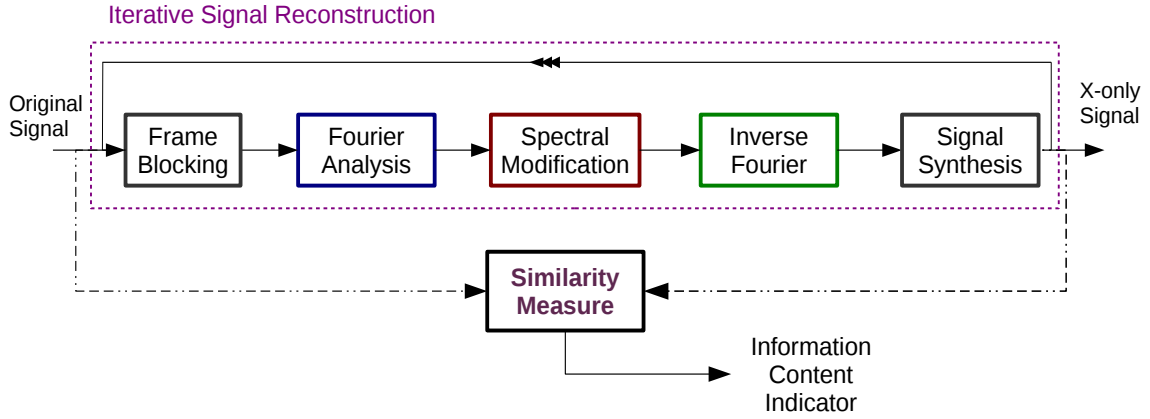 Iterative Signal Reconstruction
Original
Signal
X-only
Signal
Frame
Blocking
Fourier
Analysis
Spectral
Modification
Inverse
Fourier
Signal
Synthesis
Similarity
Measure
Information
Content
Indicator